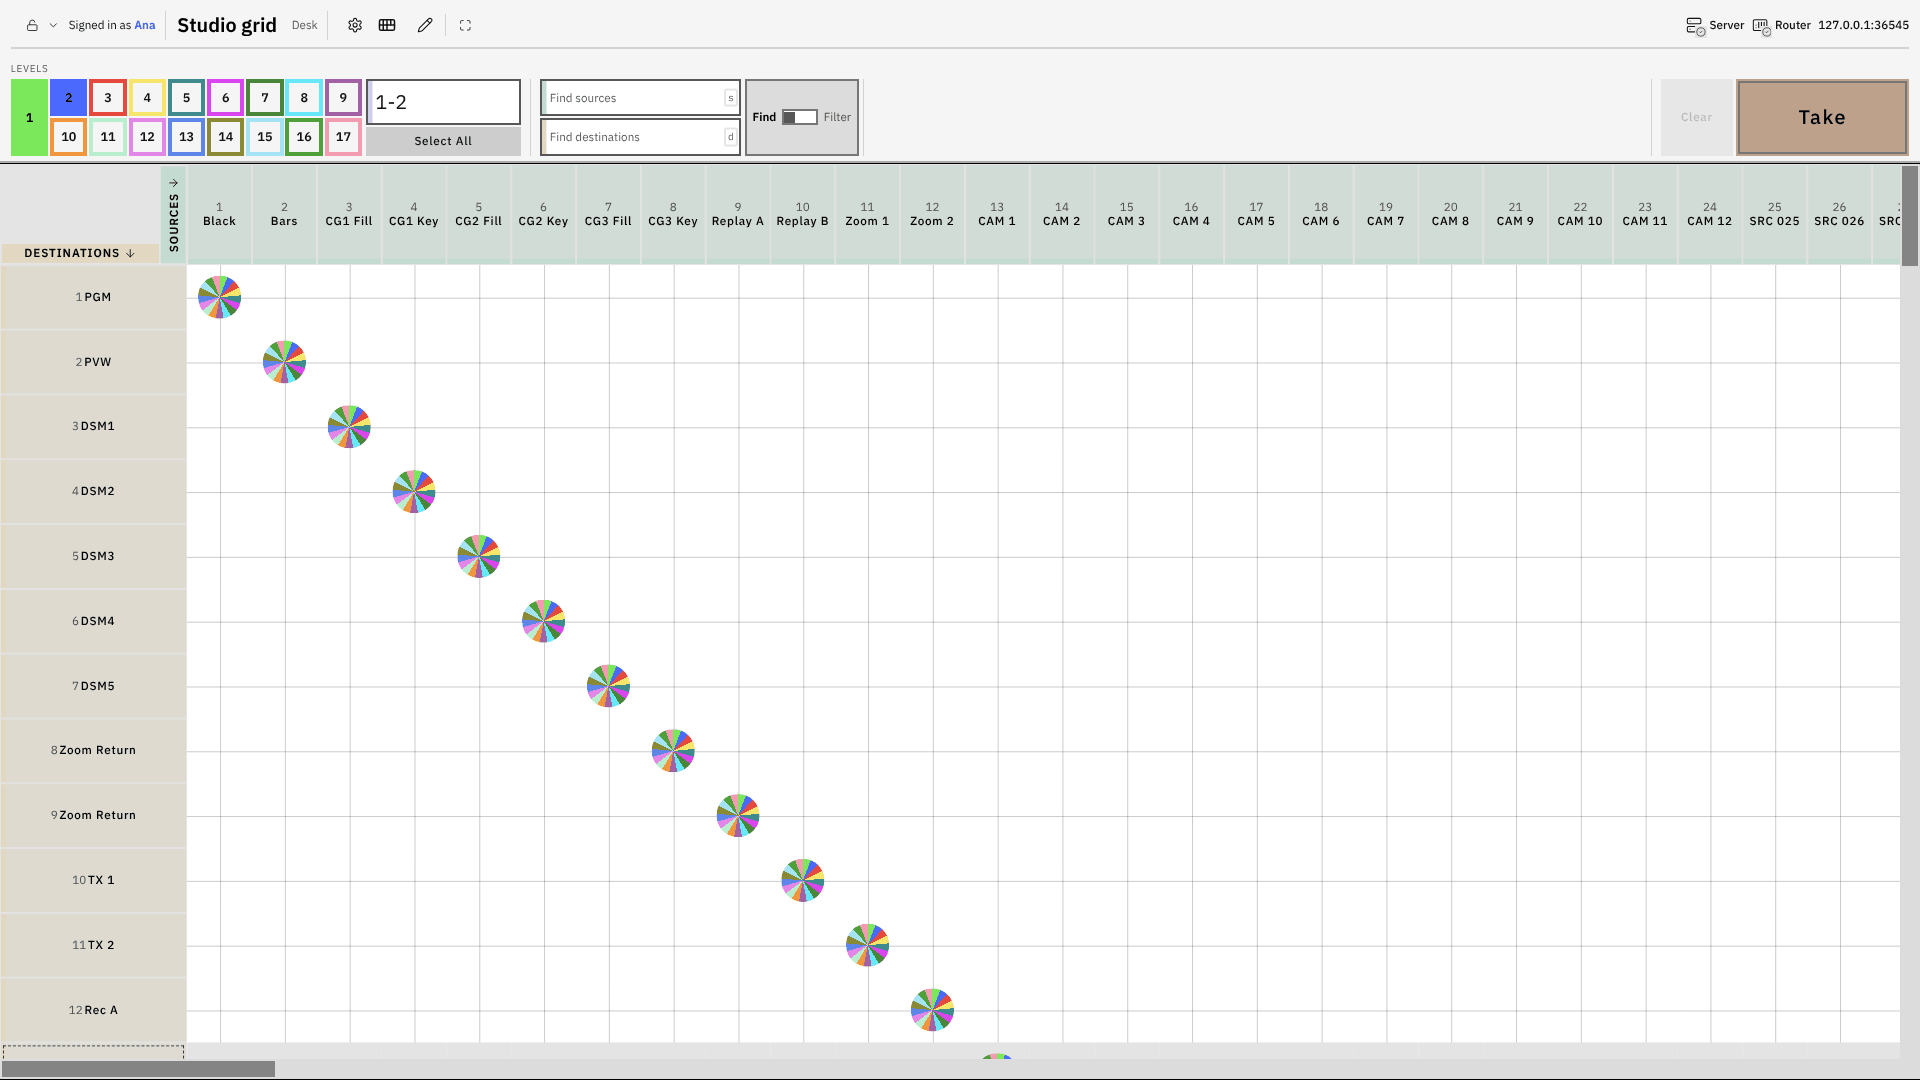 Signed in as Ana
Studio grid
Desk
Server
Router
127.0.0.1:36545
LEVELS
1
2
3
4
5
6
7
8
9
10
11
12
13
14
15
16
17
1-2
Select All
Find sources
s
Find destinations
d
Find
Filter
Clear
Take
SOURCES
DESTINATIONS
1
Black
2
Bars
3
CG1 Fill
4
CG1 Key
5
CG2 Fill
6
CG2 Key
7
CG3 Fill
8
CG3 Key
9
Replay A
10
Replay B
11
Zoom 1
12
Zoom 2
13
CAM 1
14
CAM 2
15
CAM 3
16
CAM 4
17
CAM 5
18
CAM 6
19
CAM 7
20
CAM 8
21
CAM 9
22
CAM 10
23
CAM 11
24
CAM 12
25
SRC 025
26
SRC 026
1 PGM
2 PVW
3 DSM1
4 DSM2
5 DSM3
6 DSM4
7 DSM5
8 Zoom Return
9 Zoom Return
10 TX 1
11 TX 2
12 Rec A